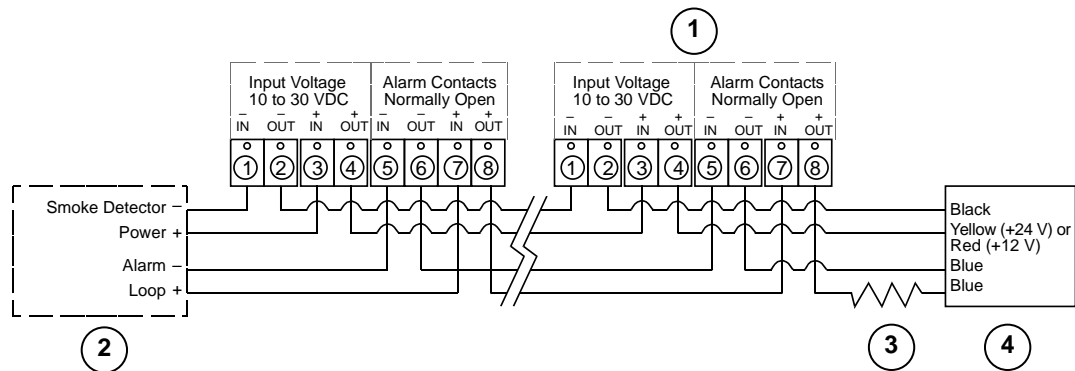 1
Input Voltage
10 to 30 VDC
Alarm Contacts
Normally Open
Input Voltage
10 to 30 VDC
Alarm Contacts
Normally Open
– – + + – – + +
IN OUT IN OUT IN OUT IN OUT
– – + + – – + +
IN OUT IN OUT IN OUT IN OUT
1 2 3 4 5 6 7 8
1 2 3 4 5 6 7 8
Smoke Detector –
Power +
Alarm –
Loop +
Black
Yellow (+24 V) or
Red (+12 V)
Blue
Blue
2
3
4